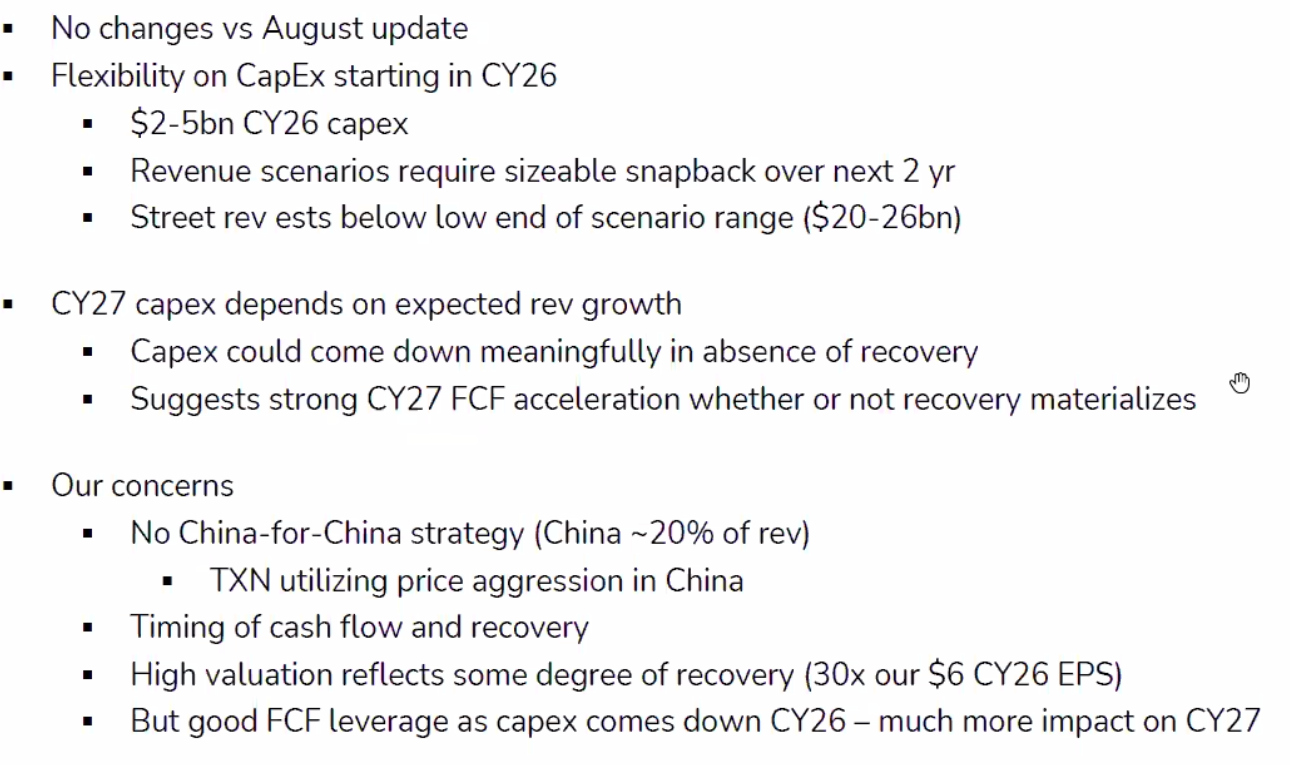 ▪ No changes vs August update
▪ Flexibility on CapEx starting in CY26
▪ $2-5bn CY26 capex
▪ Revenue scenarios require sizeable snapback over next 2 yr
▪ Street rev ests below low end of scenario range ($20-26bn)
▪ CY27 capex depends on expected rev growth
▪ Capex could come down meaningfully in absence of recovery
▪ Suggests strong CY27 FCF acceleration whether or not recovery materializes
▪ Our concerns
▪ No China-for-China strategy (China ~20% of rev)
▪ TXN utilizing price aggression in China
▪ Timing of cash flow and recovery
▪ High valuation reflects some degree of recovery (30x our $6 CY26 EPS)
▪ But good FCF leverage as capex comes down CY26 – much more impact on CY27